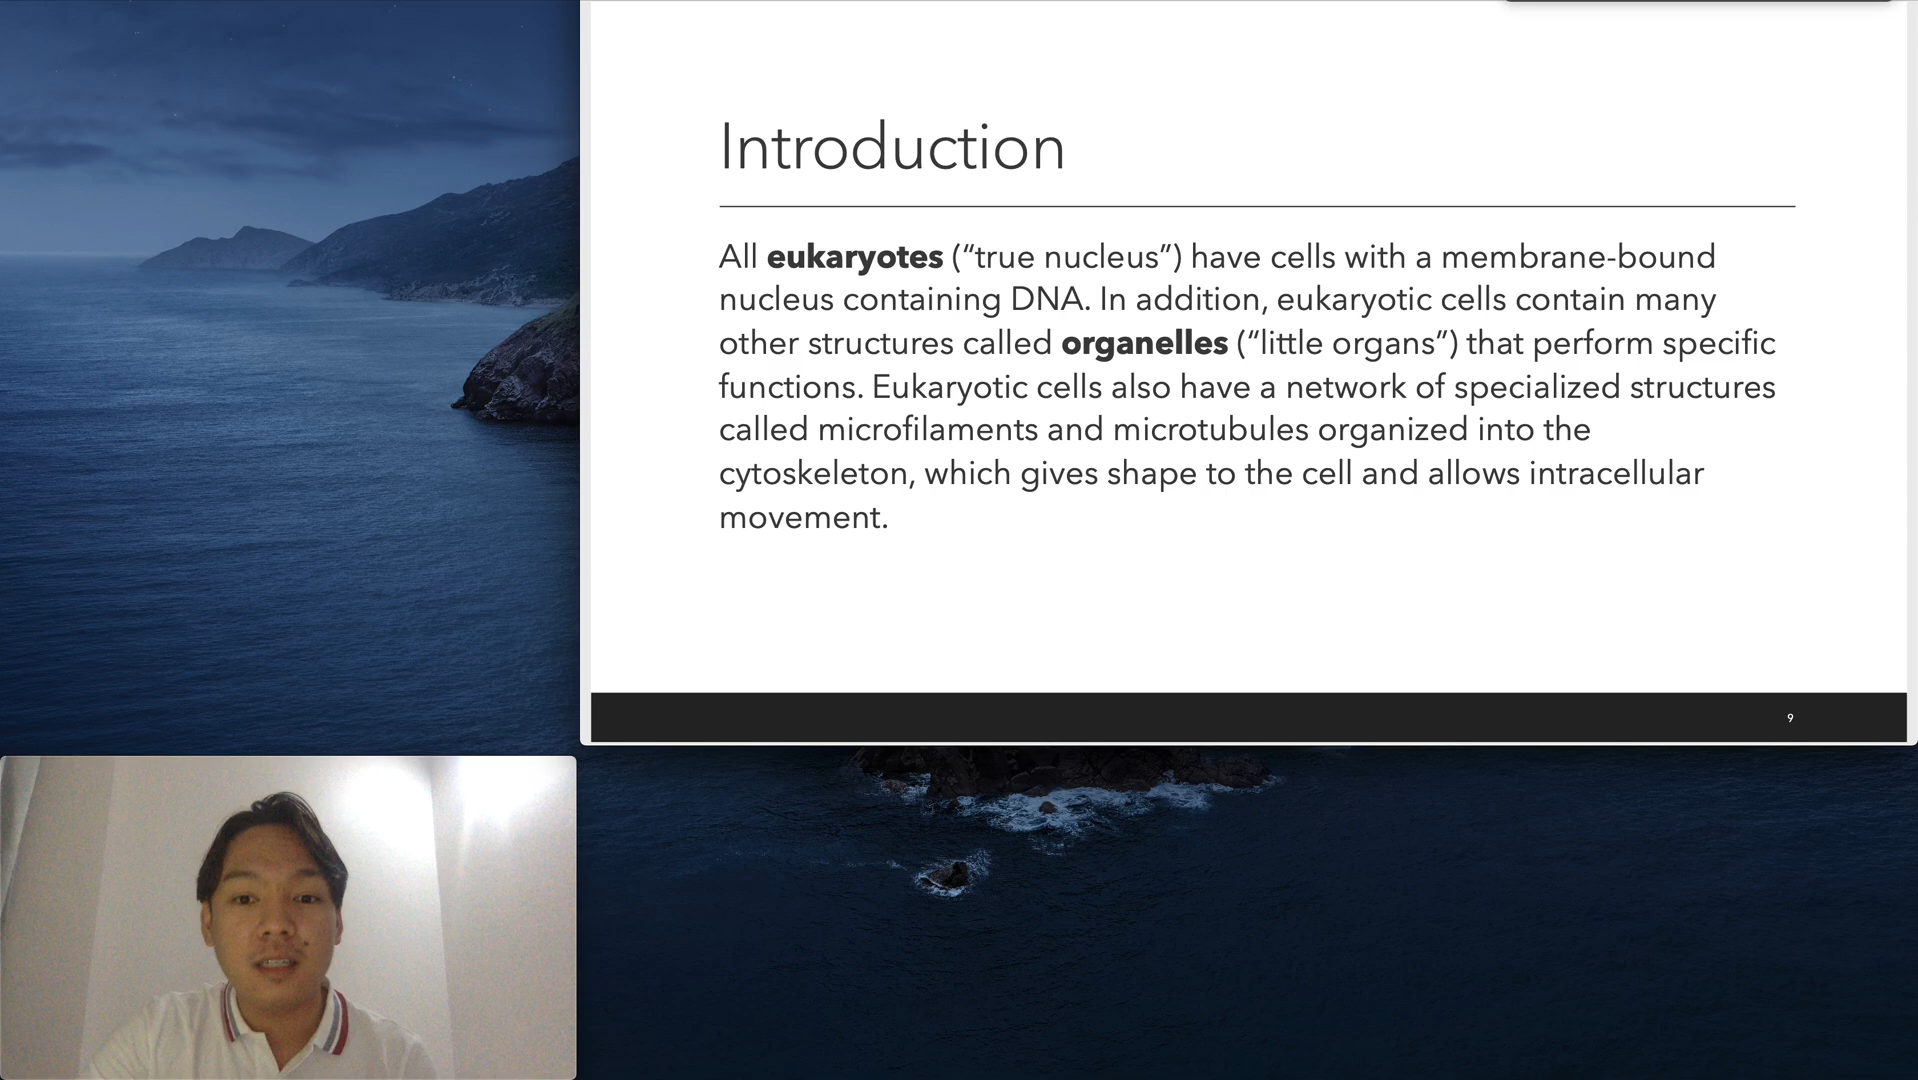 Introduction
All eukaryotes (“true nucleus”) have cells with a membrane-bound
nucleus containing DNA. In addition, eukaryotic cells contain many
other structures called organelles (“little organs”) that perform specific
functions. Eukaryotic cells also have a network of specialized structures
called microfilaments and microtubules organized into the
cytoskeleton, which gives shape to the cell and allows intracellular
movement.
9